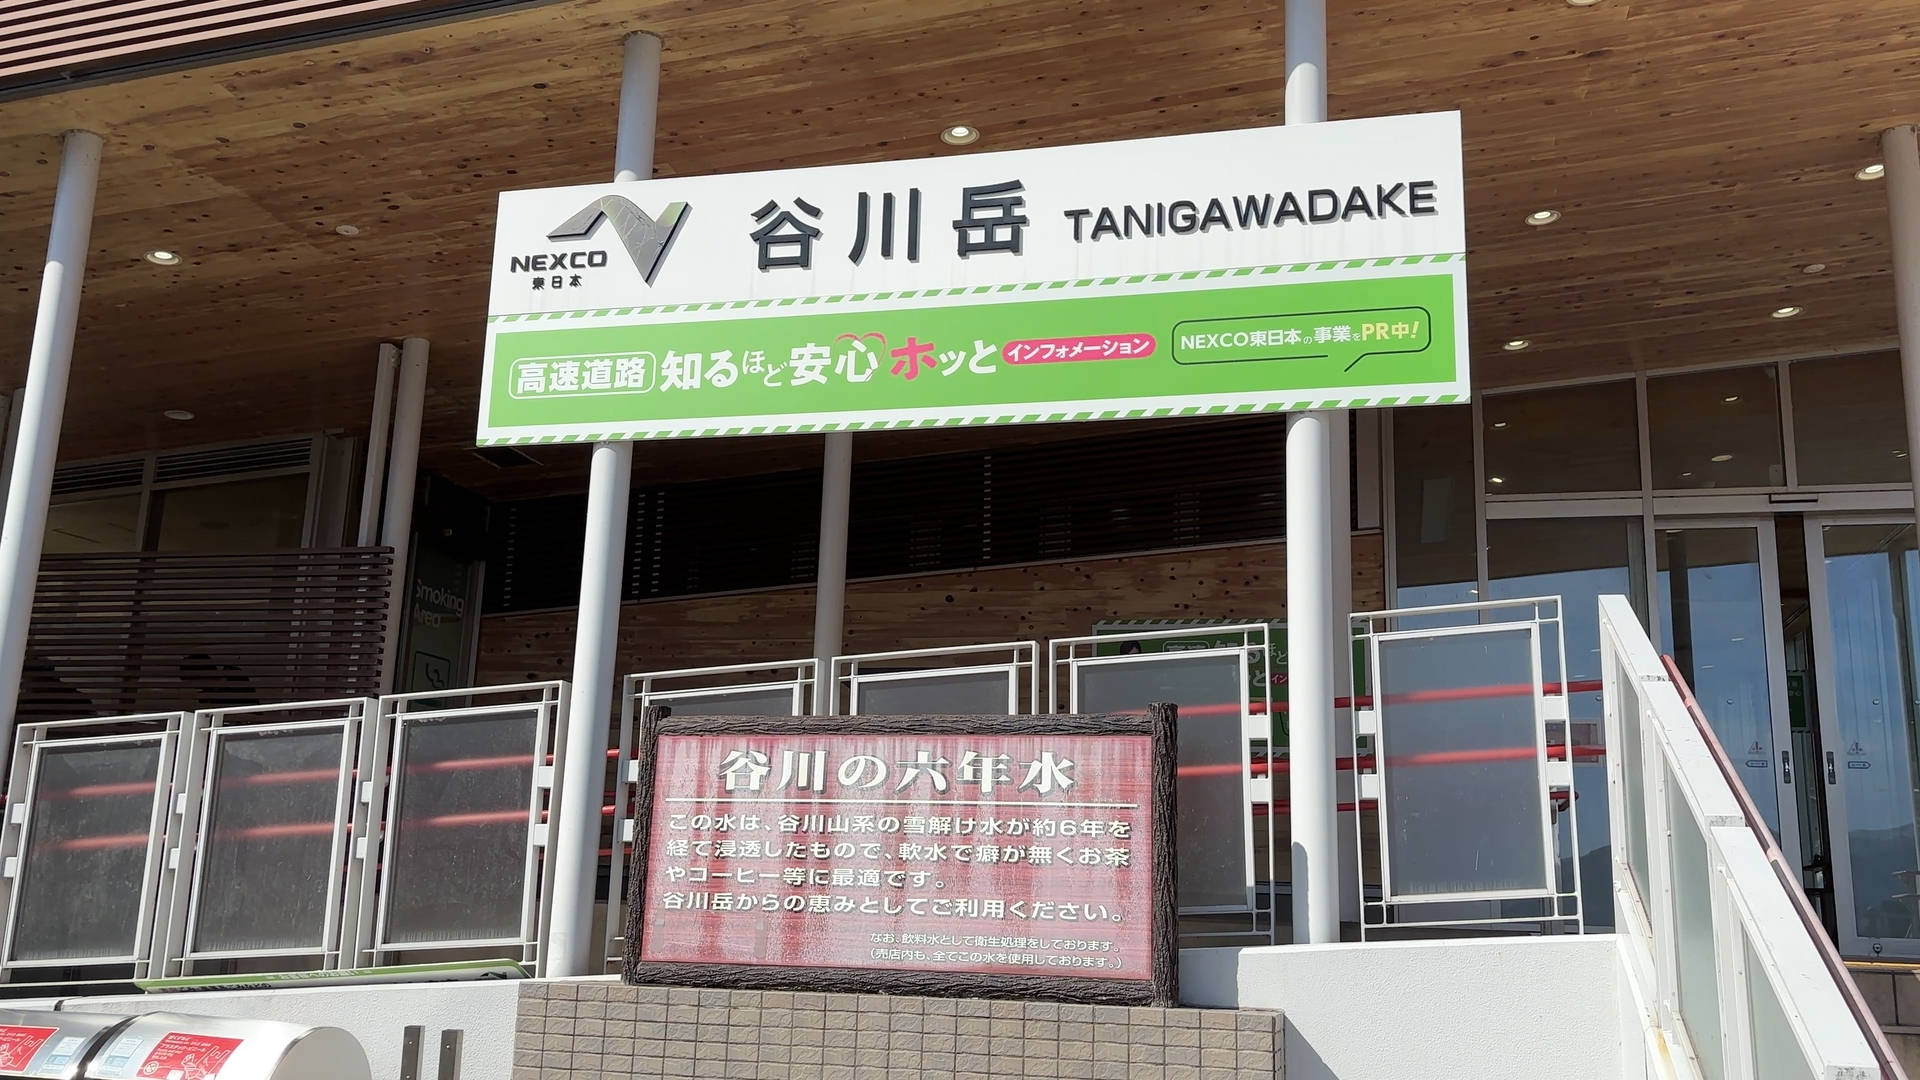 NEXCO
東日本
谷川岳 TANIGAWADAKE
高速道路 知るほど安心ホッと インフォメーション
NEXCO東日本の事業をPR中!
Smoking
Area
谷川の六年水
この水は、谷川山系の雪解け水が約6年を
経て浸透したもので、軟水で癖が無くお茶
やコーヒー等に最適です。
谷川岳からの恵みとしてご利用ください。
なお、飲料水として衛生処理をしております。
(売店内も、全てこの水を使用しております。)